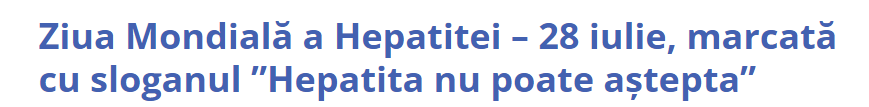 Ziua Mondială a Hepatitei – 28 iulie, marcată
cu sloganul ”Hepatita nu poate aștepta”